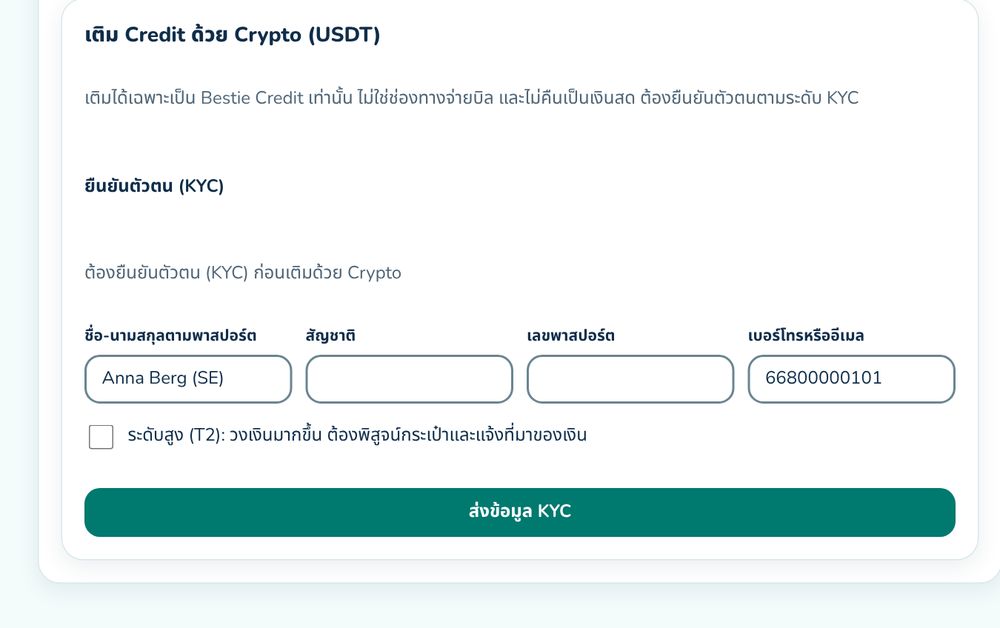 เติม Credit ด้วย Crypto (USDT)
เติมได้เฉพาะเป็น Bestie Credit เท่านั้น ไม่ใช่ช่องทางจ่ายบิล และไม่คืนเป็นเงินสด ต้องยืนยันตัวตนตามระดับ KYC
ยืนยันตัวตน (KYC)
ต้องยืนยันตัวตน (KYC) ก่อนเติมด้วย Crypto
ชื่อ-นามสกุลตามพาสปอร์ต สัญชาติ เลขพาสปอร์ต เบอร์โทรหรืออีเมล
Anna Berg (SE) 66800000101
ระดับสูง (T2): วงเงินมากขึ้น ต้องพิสูจน์กระเป๋าและแจ้งที่มาของเงิน
ส่งข้อมูล KYC